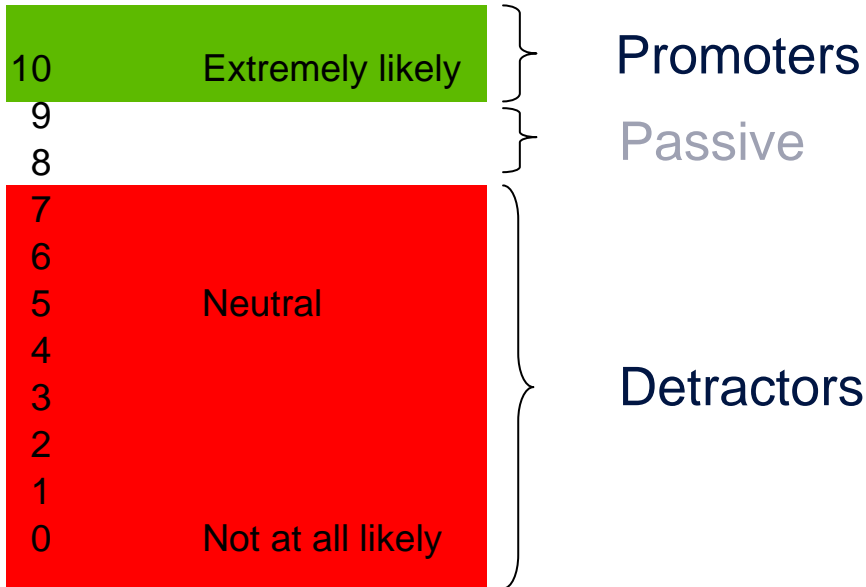 10 Extremely likely Promoters
9
8 Passive
7
6
5 Neutral
4
3 Detractors
2
1
0 Not at all likely